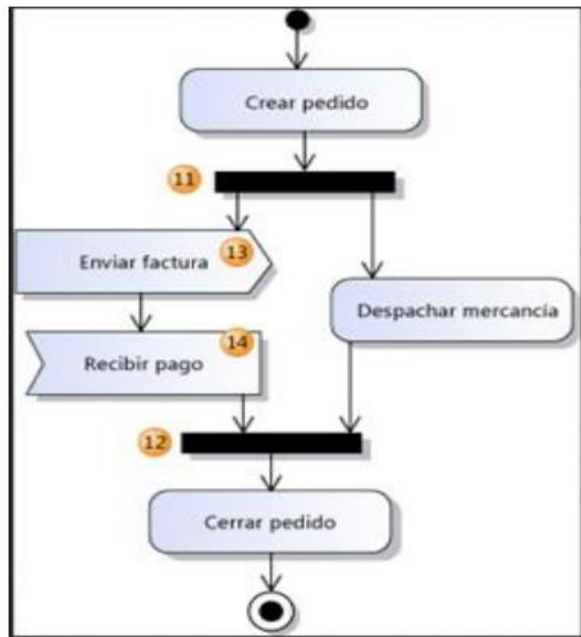 Crear pedido
11
13
Enviar factura
Despachar mercancía
14
Recibir pago
12
Cerrar pedido